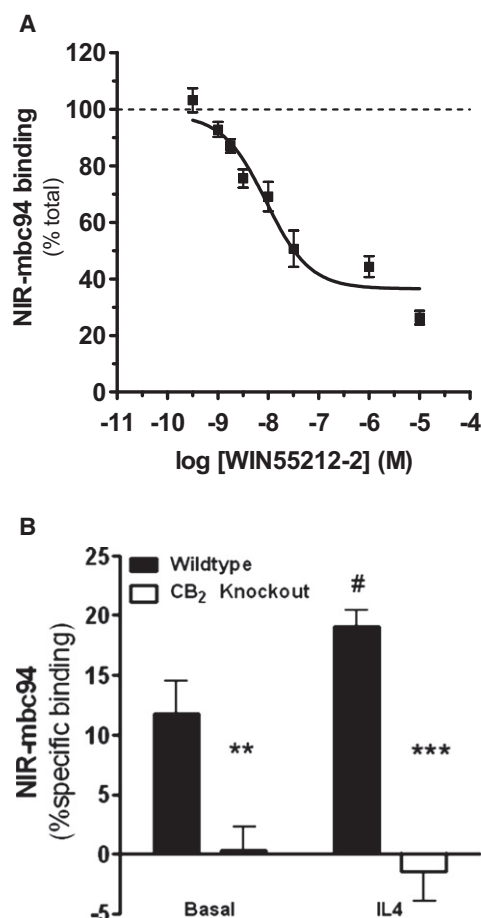 A
120
100
80
60
40
20
0
NIR-mbc94 binding
(% total)
-11 -10 -9 -8 -7 -6 -5 -4
log [WIN55212-2] (M)
B
25
20
15
10
5
0
-5
NIR-mbc94
(%specific binding)
Wildtype
CB₂ Knockout
#
**
***
Basal IL4